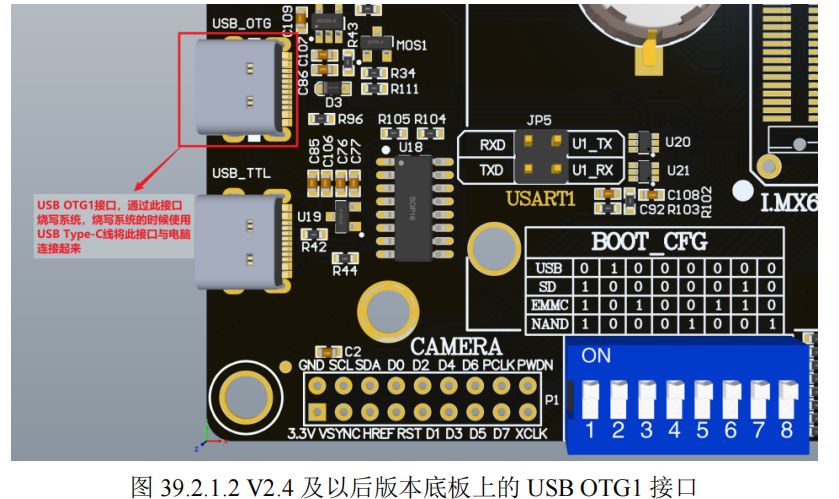 USB_OTG
C109
C107
C86
R43
MOS1
R34
R111
D3
R96
R105 R104
U18
SOP16
JP5
RXD U1_TX
TXD U1_RX
USART1
U20
U21
C108
C92 R103
R102
I.MX6
USB_TTL
C85
C106
C76
C77
U19
R42
R44
USB OTG1接口，通过此接口
烧写系统，烧写系统的时候使用
USB Type-C线将此接口与电脑
连接起来
BOOT_CFG
USB 0 1 0 0 0 0 0 0
SD 1 0 0 0 0 0 1 0
EMMC 1 0 1 0 0 1 1 0
NAND 1 0 0 0 1 0 0 1
C2
CAMERA
GND SCL SDA D0 D2 D4 D6 PCLK PWDN
P1
3.3V VSYNC HREF RST D1 D3 D5 D7 XCLK
ON
1 2 3 4 5 6 7 8
z x
图 39.2.1.2 V2.4 及以后版本底板上的 USB OTG1 接口